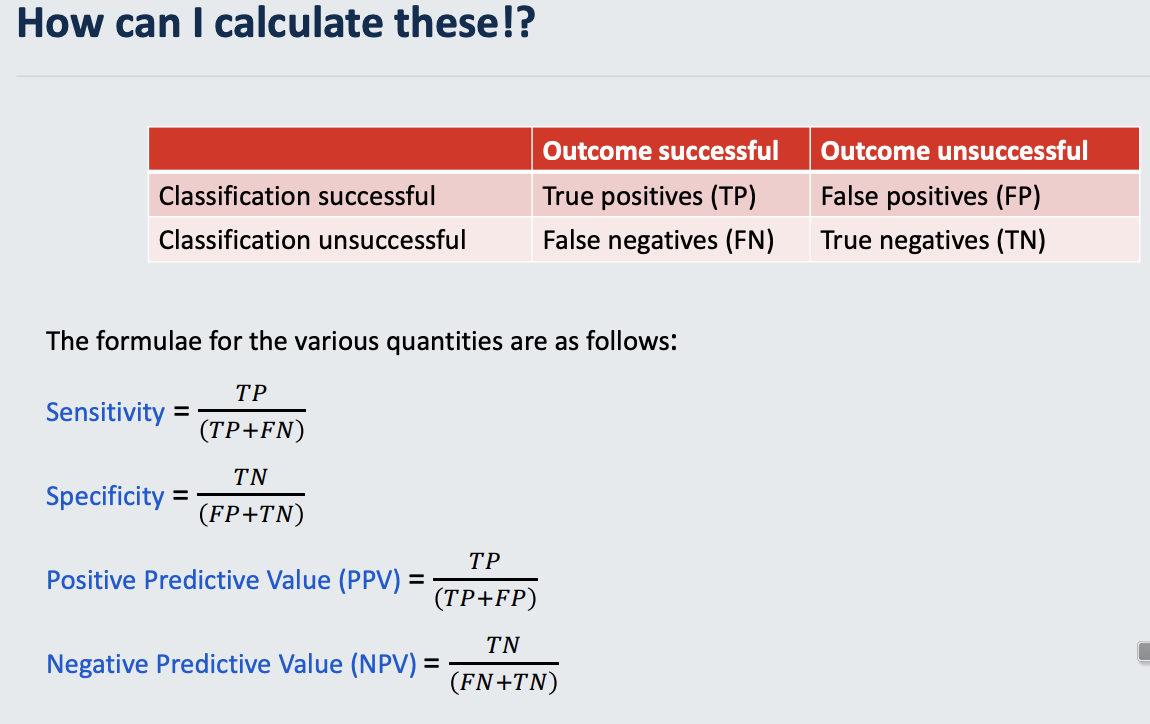 How can I calculate these!?
Outcome successful Outcome unsuccessful
Classification successful True positives (TP) False positives (FP)
Classification unsuccessful False negatives (FN) True negatives (TN)
The formulae for the various quantities are as follows:
Sensitivity = TP / (TP+FN)
Specificity = TN / (FP+TN)
Positive Predictive Value (PPV) = TP / (TP+FP)
Negative Predictive Value (NPV) = TN / (FN+TN)